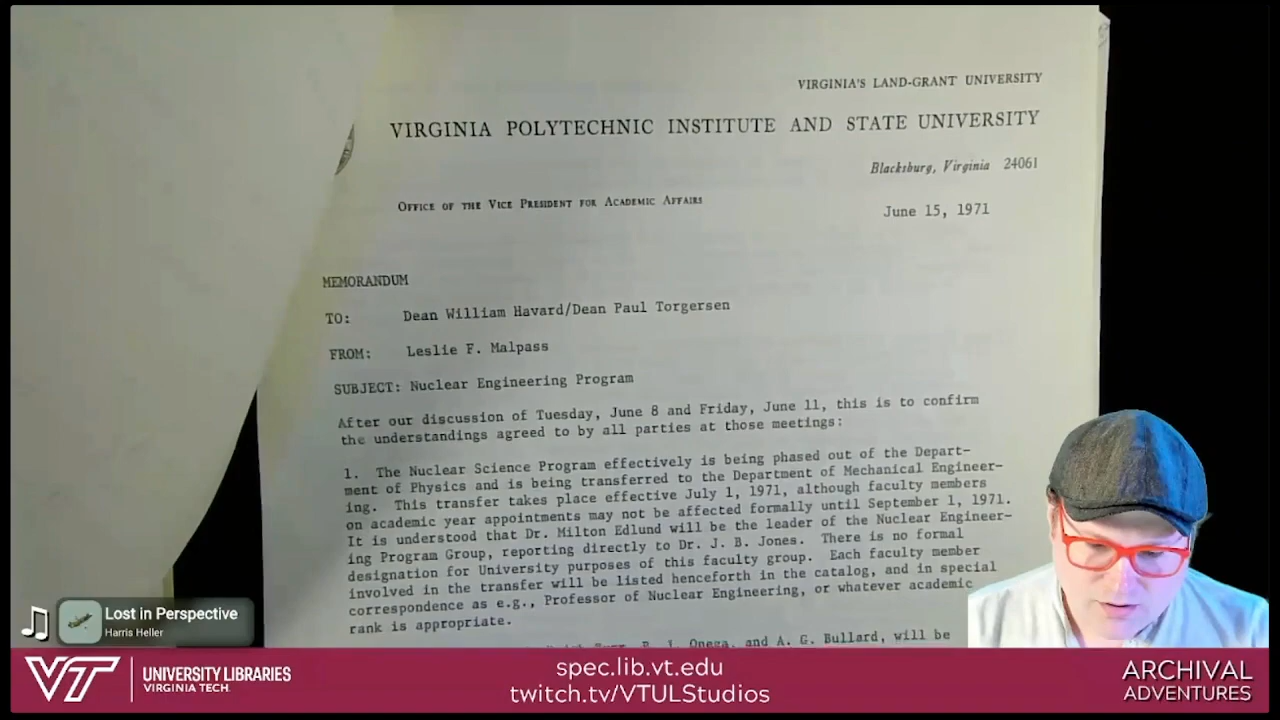 VIRGINIA'S LAND-GRANT UNIVERSITY
VIRGINIA POLYTECHNIC INSTITUTE AND STATE UNIVERSITY
Blacksburg, Virginia 24061
OFFICE OF THE VICE PRESIDENT FOR ACADEMIC AFFAIRS
June 15, 1971
MEMORANDUM
TO: Dean William Havard/Dean Paul Torgersen
FROM: Leslie F. Malpass
SUBJECT: Nuclear Engineering Program
After our discussion of Tuesday, June 8 and Friday, June 11, this is to confirm
the understandings agreed to by all parties at those meetings:
1. The Nuclear Science Program effectively is being phased out of the Depart-
ment of Physics and is being transferred to the Department of Mechanical Engineer-
ing. This transfer takes place effective July 1, 1971, although faculty members
on academic year appointments may not be affected formally until September 1, 1971.
It is understood that Dr. Milton Edlund will be the leader of the Nuclear Engineer-
ing Program Group, reporting directly to Dr. J. B. Jones. There is no formal
designation for University purposes of this faculty group. Each faculty member
involved in the transfer will be listed henceforth in the catalog, and in special
correspondence as e.g., Professor of Nuclear Engineering, or whatever academic
rank is appropriate.
and A. G. Bullard, will be
Lost in Perspective
Harris Heller
VT UNIVERSITY LIBRARIES
VIRGINIA TECH.
spec.lib.vt.edu
twitch.tv/VTULStudios
ARCHIVAL
ADVENTURES